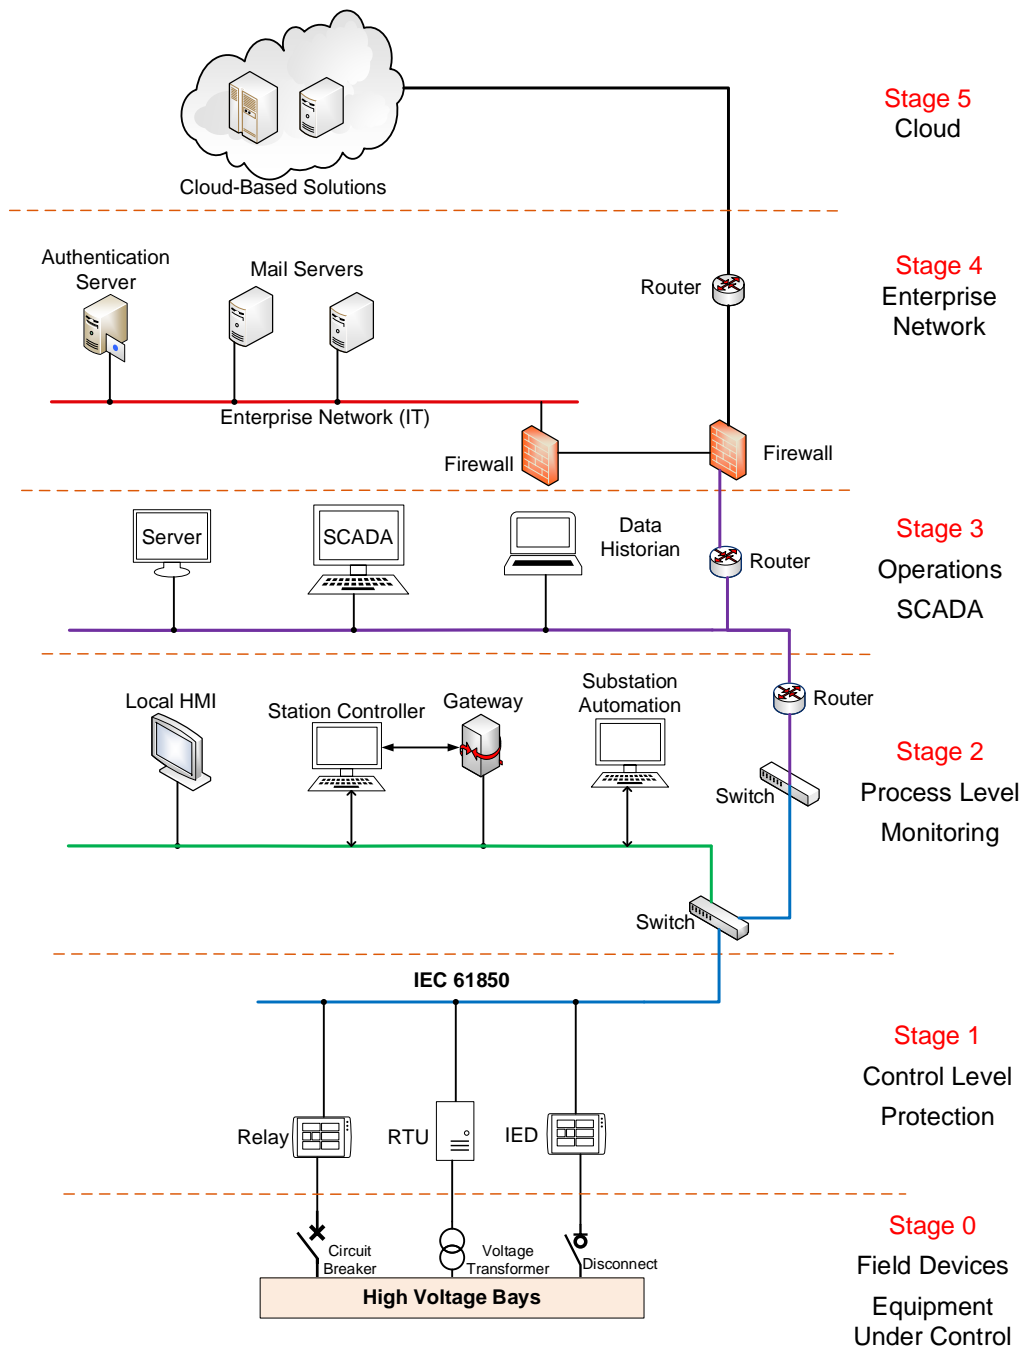 Stage 5
Cloud
Cloud-Based Solutions
Authentication
Server
Mail Servers
Router
Stage 4
Enterprise
Network
Enterprise Network (IT)
Firewall
Firewall
Server
SCADA
Data
Historian
Router
Stage 3
Operations
SCADA
Local HMI
Station Controller
Gateway
Substation
Automation
Router
Switch
Stage 2
Process Level
Monitoring
Switch
IEC 61850
Relay
RTU
IED
Stage 1
Control Level
Protection
Circuit
Breaker
Voltage
Transformer
Disconnect
High Voltage Bays
Stage 0
Field Devices
Equipment
Under Control